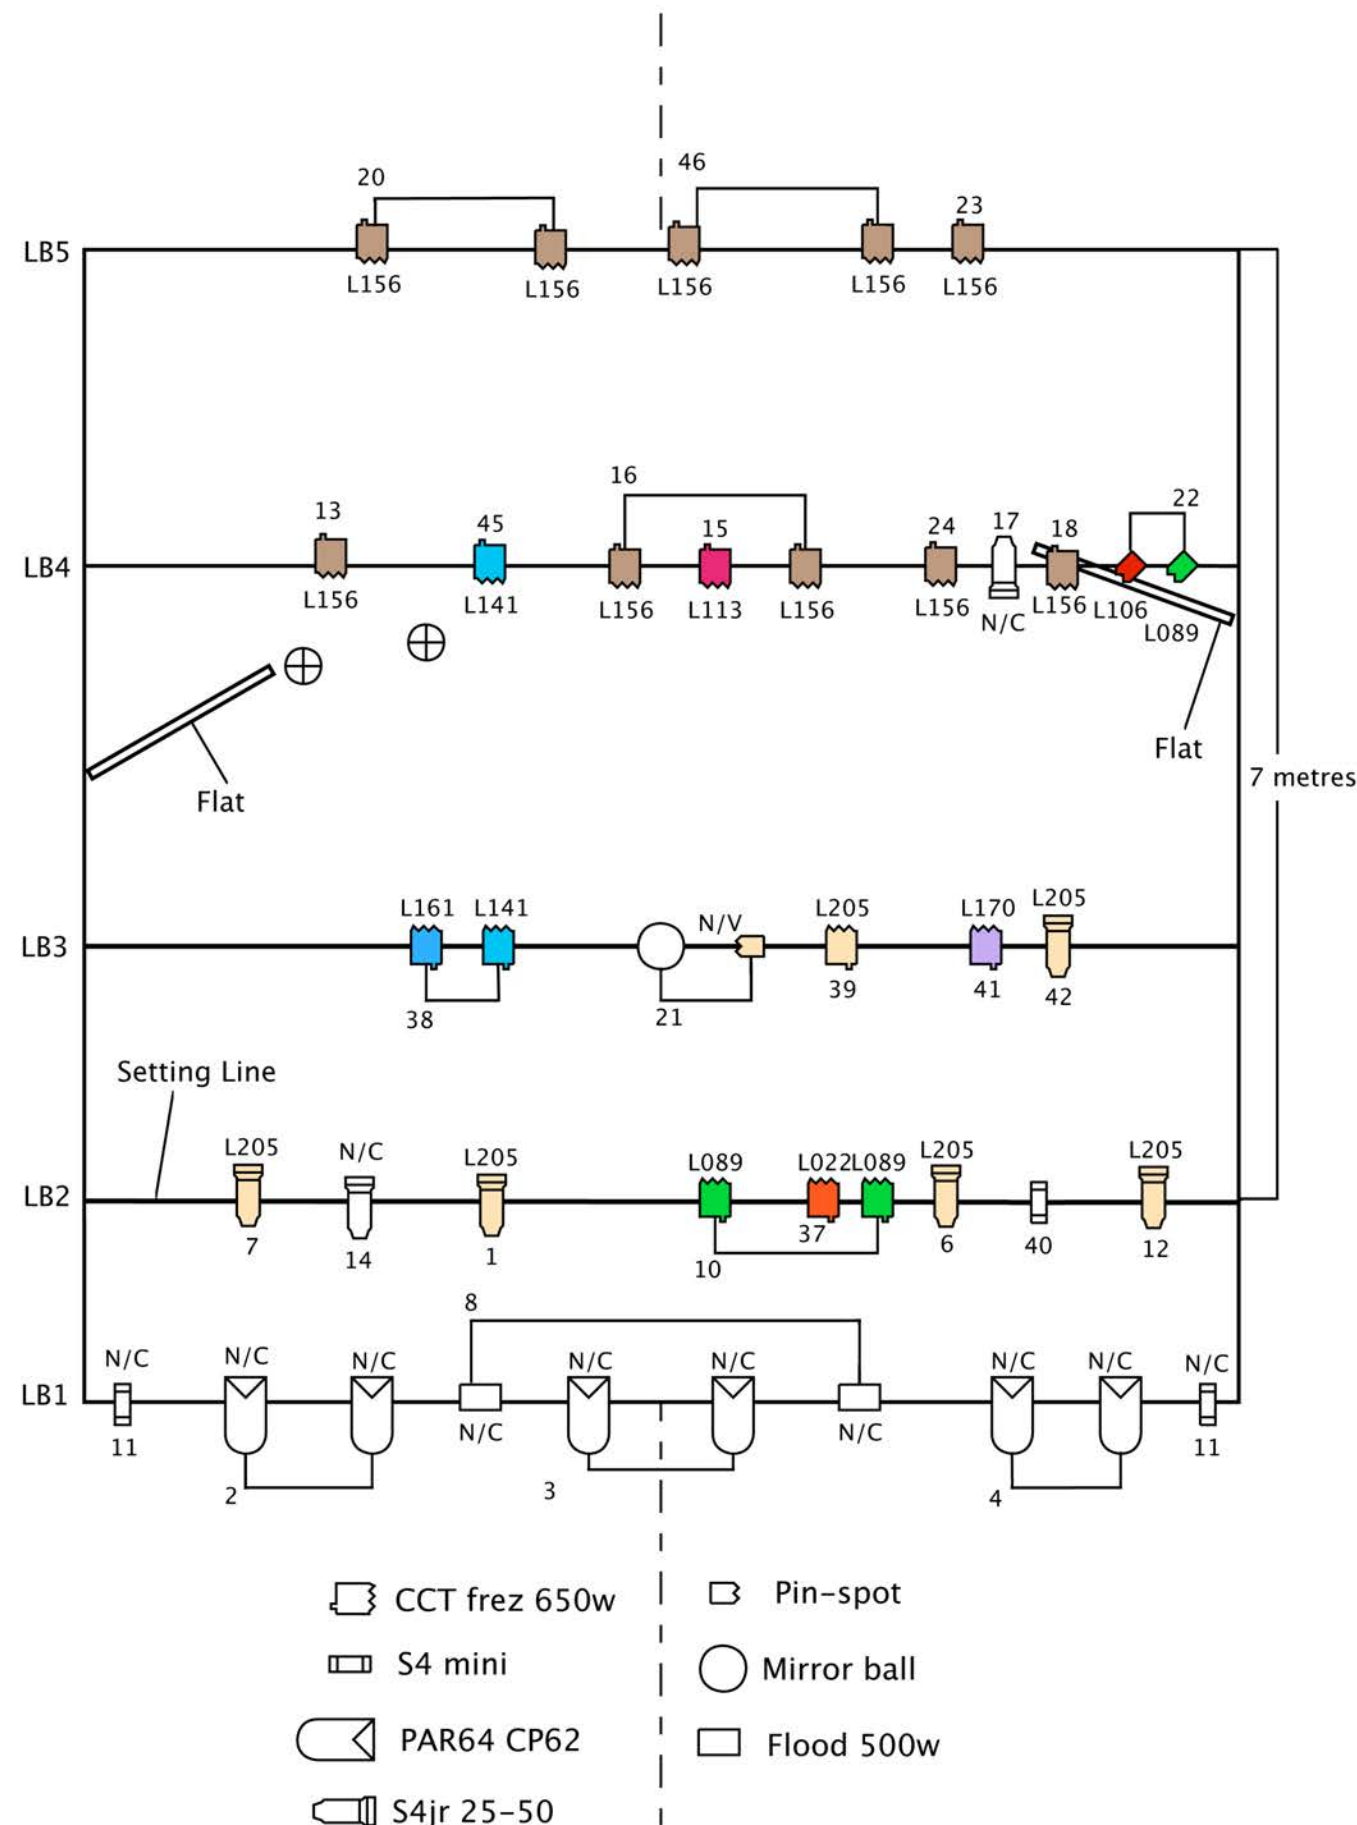 20 46 23
LB5
L156 L156 L156 L156 L156
16
13 45 15 24 17 18 22
LB4
L156 L141 L156 L113 L156 L156 N/C L156 L106 L089
Flat
7 metres
Flat
L161 L141 N/V L205 L170 L205
LB3
38 21 39 41 42
Setting Line
L205 N/C L205 L089 L022 L089 L205 L205
LB2
7 14 1 10 37 6 40 12
8
N/C N/C N/C N/C N/C N/C N/C N/C
LB1
N/C N/C
11 2 3 4 11
CCT frez 650w
S4 mini
PAR64 CP62
S4jr 25-50
Pin-spot
Mirror ball
Flood 500w